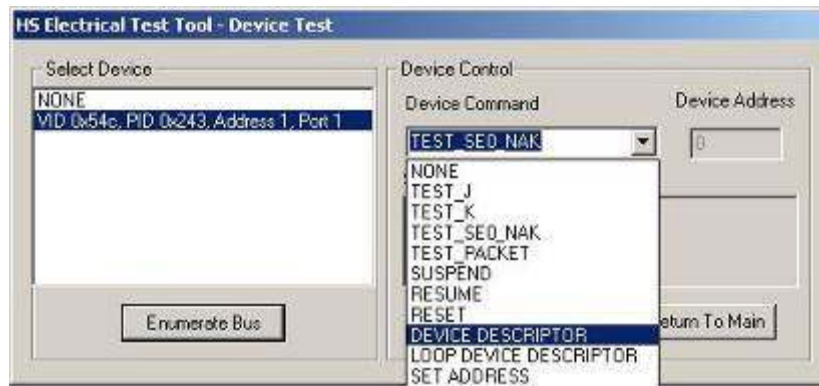 HS Electrical Test Tool - Device Test
Select Device
NONE
VID 0x54c, PID 0x243, Address 1, Port 1
Enumerate Bus
Device Control
Device Command
Device Address
TEST_SE0_NAK
0
NONE
TEST_J
TEST_K
TEST_SE0_NAK
TEST_PACKET
SUSPEND
RESUME
RESET
DEVICE DESCRIPTOR
LOOP DEVICE DESCRIPTOR
SET ADDRESS
eturn To Main